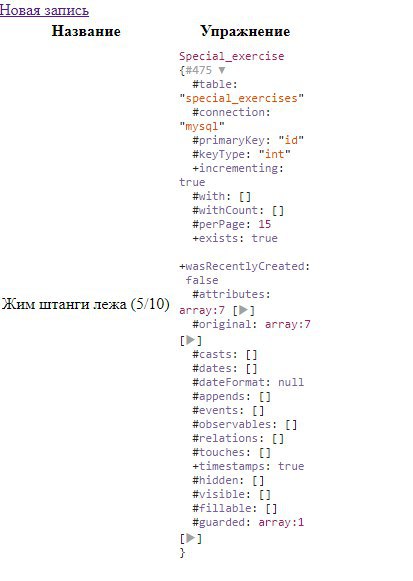 Новая запись
Название Упражнение
Special_exercise
{#475 ▼
#table:
"special_exercises"
#connection:
"mysql"
#primaryKey: "id"
#keyType: "int"
+incrementing:
true
#with: []
#withCount: []
#perPage: 15
+exists: true
+wasRecentlyCreated:
false
#attributes:
Жим штанги лежа (5/10) array:7 [▶]
#original: array:7
[▶]
#casts: []
#dates: []
#dateFormat: null
#appends: []
#events: []
#observables: []
#relations: []
#touches: []
+timestamps: true
#hidden: []
#visible: []
#fillable: []
#guarded: array:1
[▶]
}